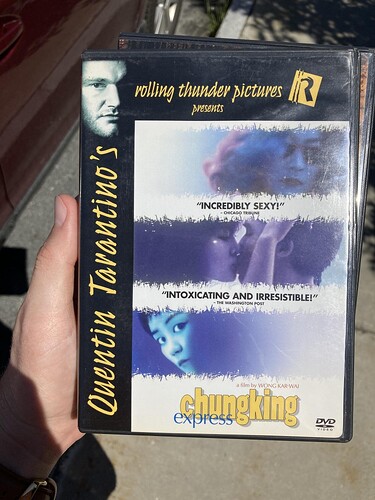 rolling thunder pictures R
presents
Quentin Tarantino's
"INCREDIBLY SEXY!"
- CHICAGO TRIBUNE
"INTOXICATING AND IRRESISTIBLE!"
- THE WASHINGTON POST
a film by WONG KAR-WAI
chungking
express
DVD
VIDEO